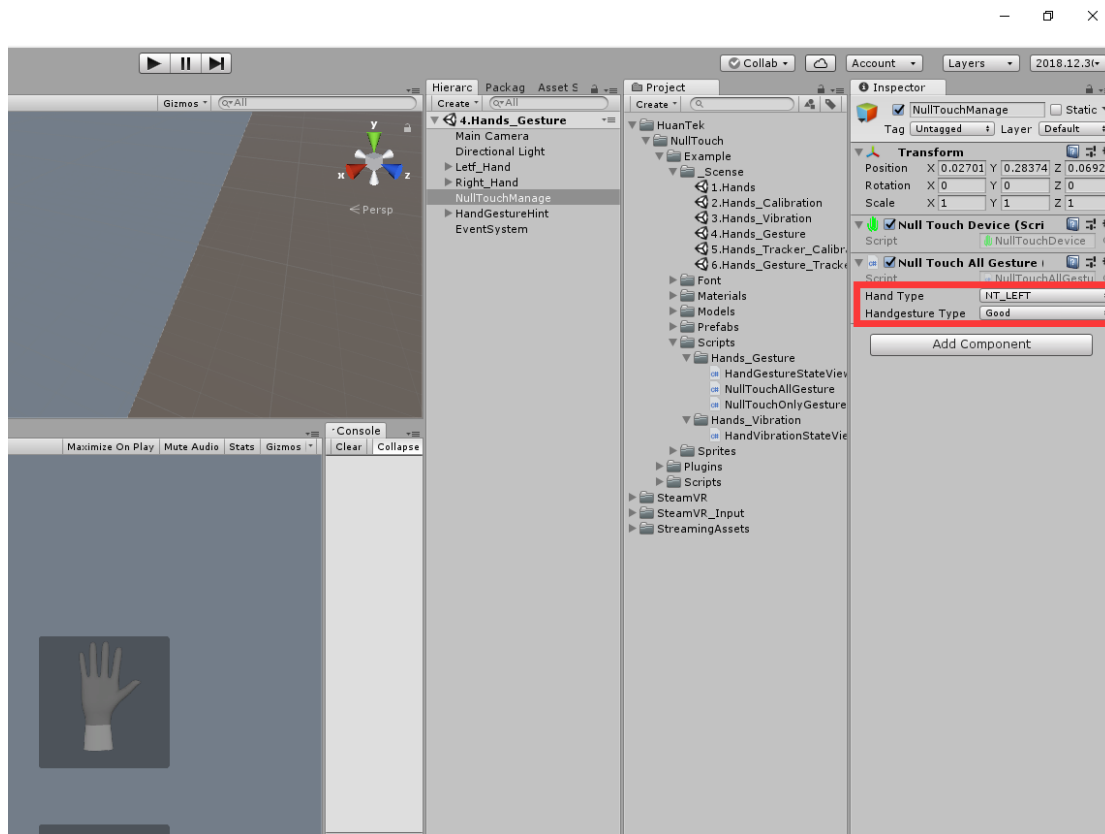 Collab
Account
Layers
2018.12.3(
Hierarc Packag Asset S
Project
Inspector
Gizmos
All
Create
All
Create
NullTouchManage
Static
4.Hands_Gesture
Main Camera
Directional Light
Letf_Hand
Right_Hand
NullTouchManage
HandGestureHint
EventSystem
y
x
z
Persp
HuanTek
NullTouch
Example
_Scense
1.Hands
2.Hands_Calibration
3.Hands_Vibration
4.Hands_Gesture
5.Hands_Tracker_Calibr
6.Hands_Gesture_Tracke
Font
Materials
Models
Prefabs
Scripts
Hands_Gesture
HandGestureStateView
NullTouchAllGesture
NullTouchOnlyGesture
Hands_Vibration
HandVibrationStateVie
Sprites
Plugins
Scripts
SteamVR
SteamVR_Input
StreamingAssets
Tag Untagged Layer Default
Transform
Position X 0.02701 Y 0.28374 Z 0.0692
Rotation X 0 Y 0 Z 0
Scale X 1 Y 1 Z 1
Null Touch Device (Scri
Script NullTouchDevice
Null Touch All Gesture (
Script NullTouchAllGestu
Hand Type NT_LEFT
Handgesture Type Good
Add Component
Console
Maximize On Play Mute Audio Stats Gizmos
Clear Collapse